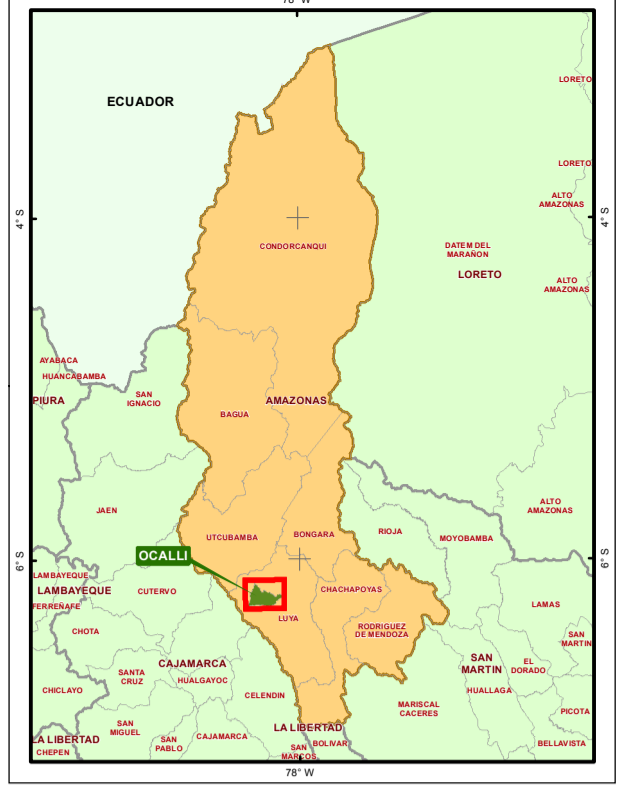 78° W
ECUADOR
LORETO
LORETO
ALTO
AMAZONAS
4° S
4° S
CONDORCANQUI
DATEM DEL
MARAÑON
LORETO
ALTO
AMAZONAS
AYABACA
HUANCABAMBA
PIURA
SAN
IGNACIO
BAGUA
AMAZONAS
JAEN
UTCUBAMBA
BONGARA
RIOJA
MOYOBAMBA
ALTO
AMAZONAS
OCALLI
6° S
6° S
LAMBAYEQUE
LAMBAYEQUE
FERREÑAFE
CUTERVO
CHACHAPOYAS
LUYA
LAMAS
CHOTA
RODRIGUEZ
DE MENDOZA
SAN
MARTIN
CAJAMARCA
SANTA
CRUZ
HUALGAYOC
SAN
MARTIN
EL
DORADO
CHICLAYO
CELENDIN
HUALLAGA
MARISCAL
CACERES
PICOTA
SAN
MIGUEL
LA LIBERTAD
LA LIBERTAD
CHEPEN
SAN
PABLO
CAJAMARCA
SAN
MARCOS
BOLIVAR
BELLAVISTA
78° W